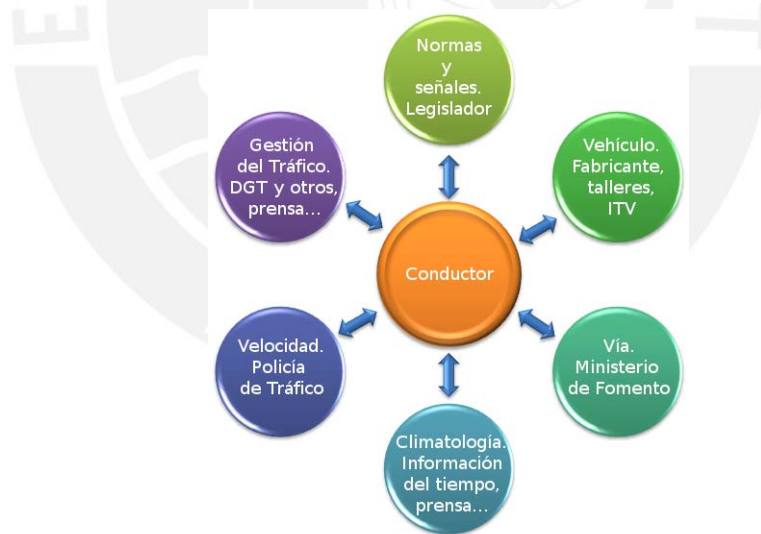 Normas
y
señales.
Legislador
Gestión
del Tráfico.
DGT y otros,
prensa...
Vehículo.
Fabricante,
talleres,
ITV
Conductor
Velocidad.
Policía
de Tráfico
Vía.
Ministerio
de Fomento
Climatología.
Información
del tiempo,
prensa...